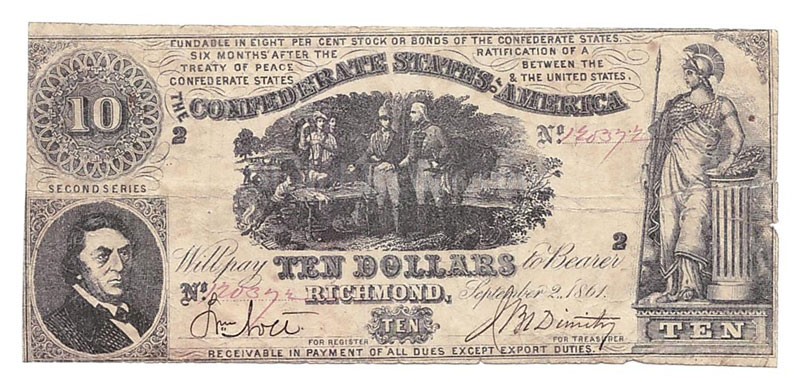 FUNDABLE IN EIGHT PER CENT STOCK OR BONDS OF THE CONFEDERATE STATES.
SIX MONTHS AFTER THE RATIFICATION OF A
TREATY OF PEACE BETWEEN THE
CONFEDERATE STATES & THE UNITED STATES.
THE CONFEDERATE STATES OF AMERICA
10
2
No. 120372
SECOND SERIES
2
Will pay TEN DOLLARS to Bearer
No. 120372 RICHMOND, September 2, 1861.
TEN
TEN
FOR REGISTER FOR TREASURER
RECEIVABLE IN PAYMENT OF ALL DUES EXCEPT EXPORT DUTIES.